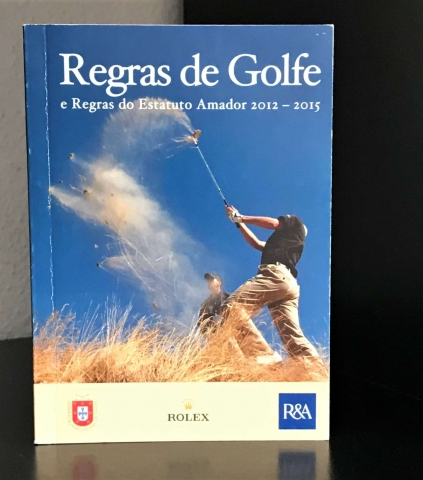 Regras de Golfe
e Regras do Estatuto Amador 2012 – 2015
ROLEX
R&A